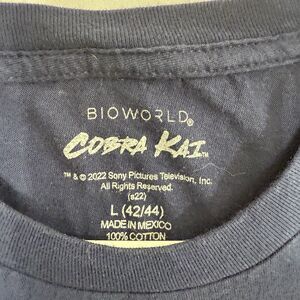 BIOWORLD®
COBRA KAI™
™ & © 2022 Sony Pictures Television, Inc.
All Rights Reserved.
(s22)
L (42/44)
MADE IN MEXICO
100% COTTON